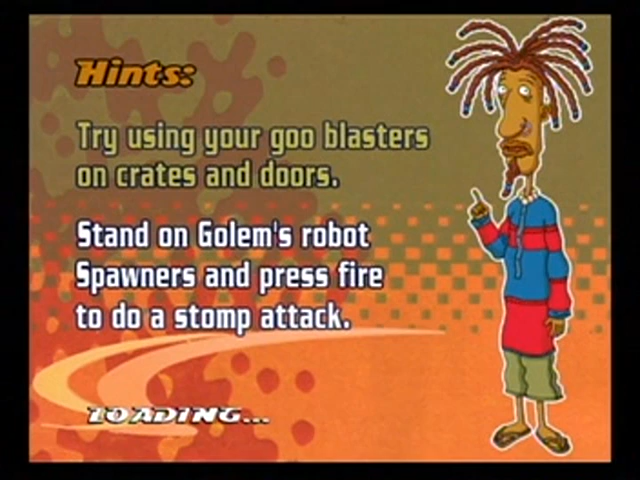 Hints:
Try using your goo blasters
on crates and doors.
Stand on Golem's robot
Spawners and press fire
to do a stomp attack.
LOADING...